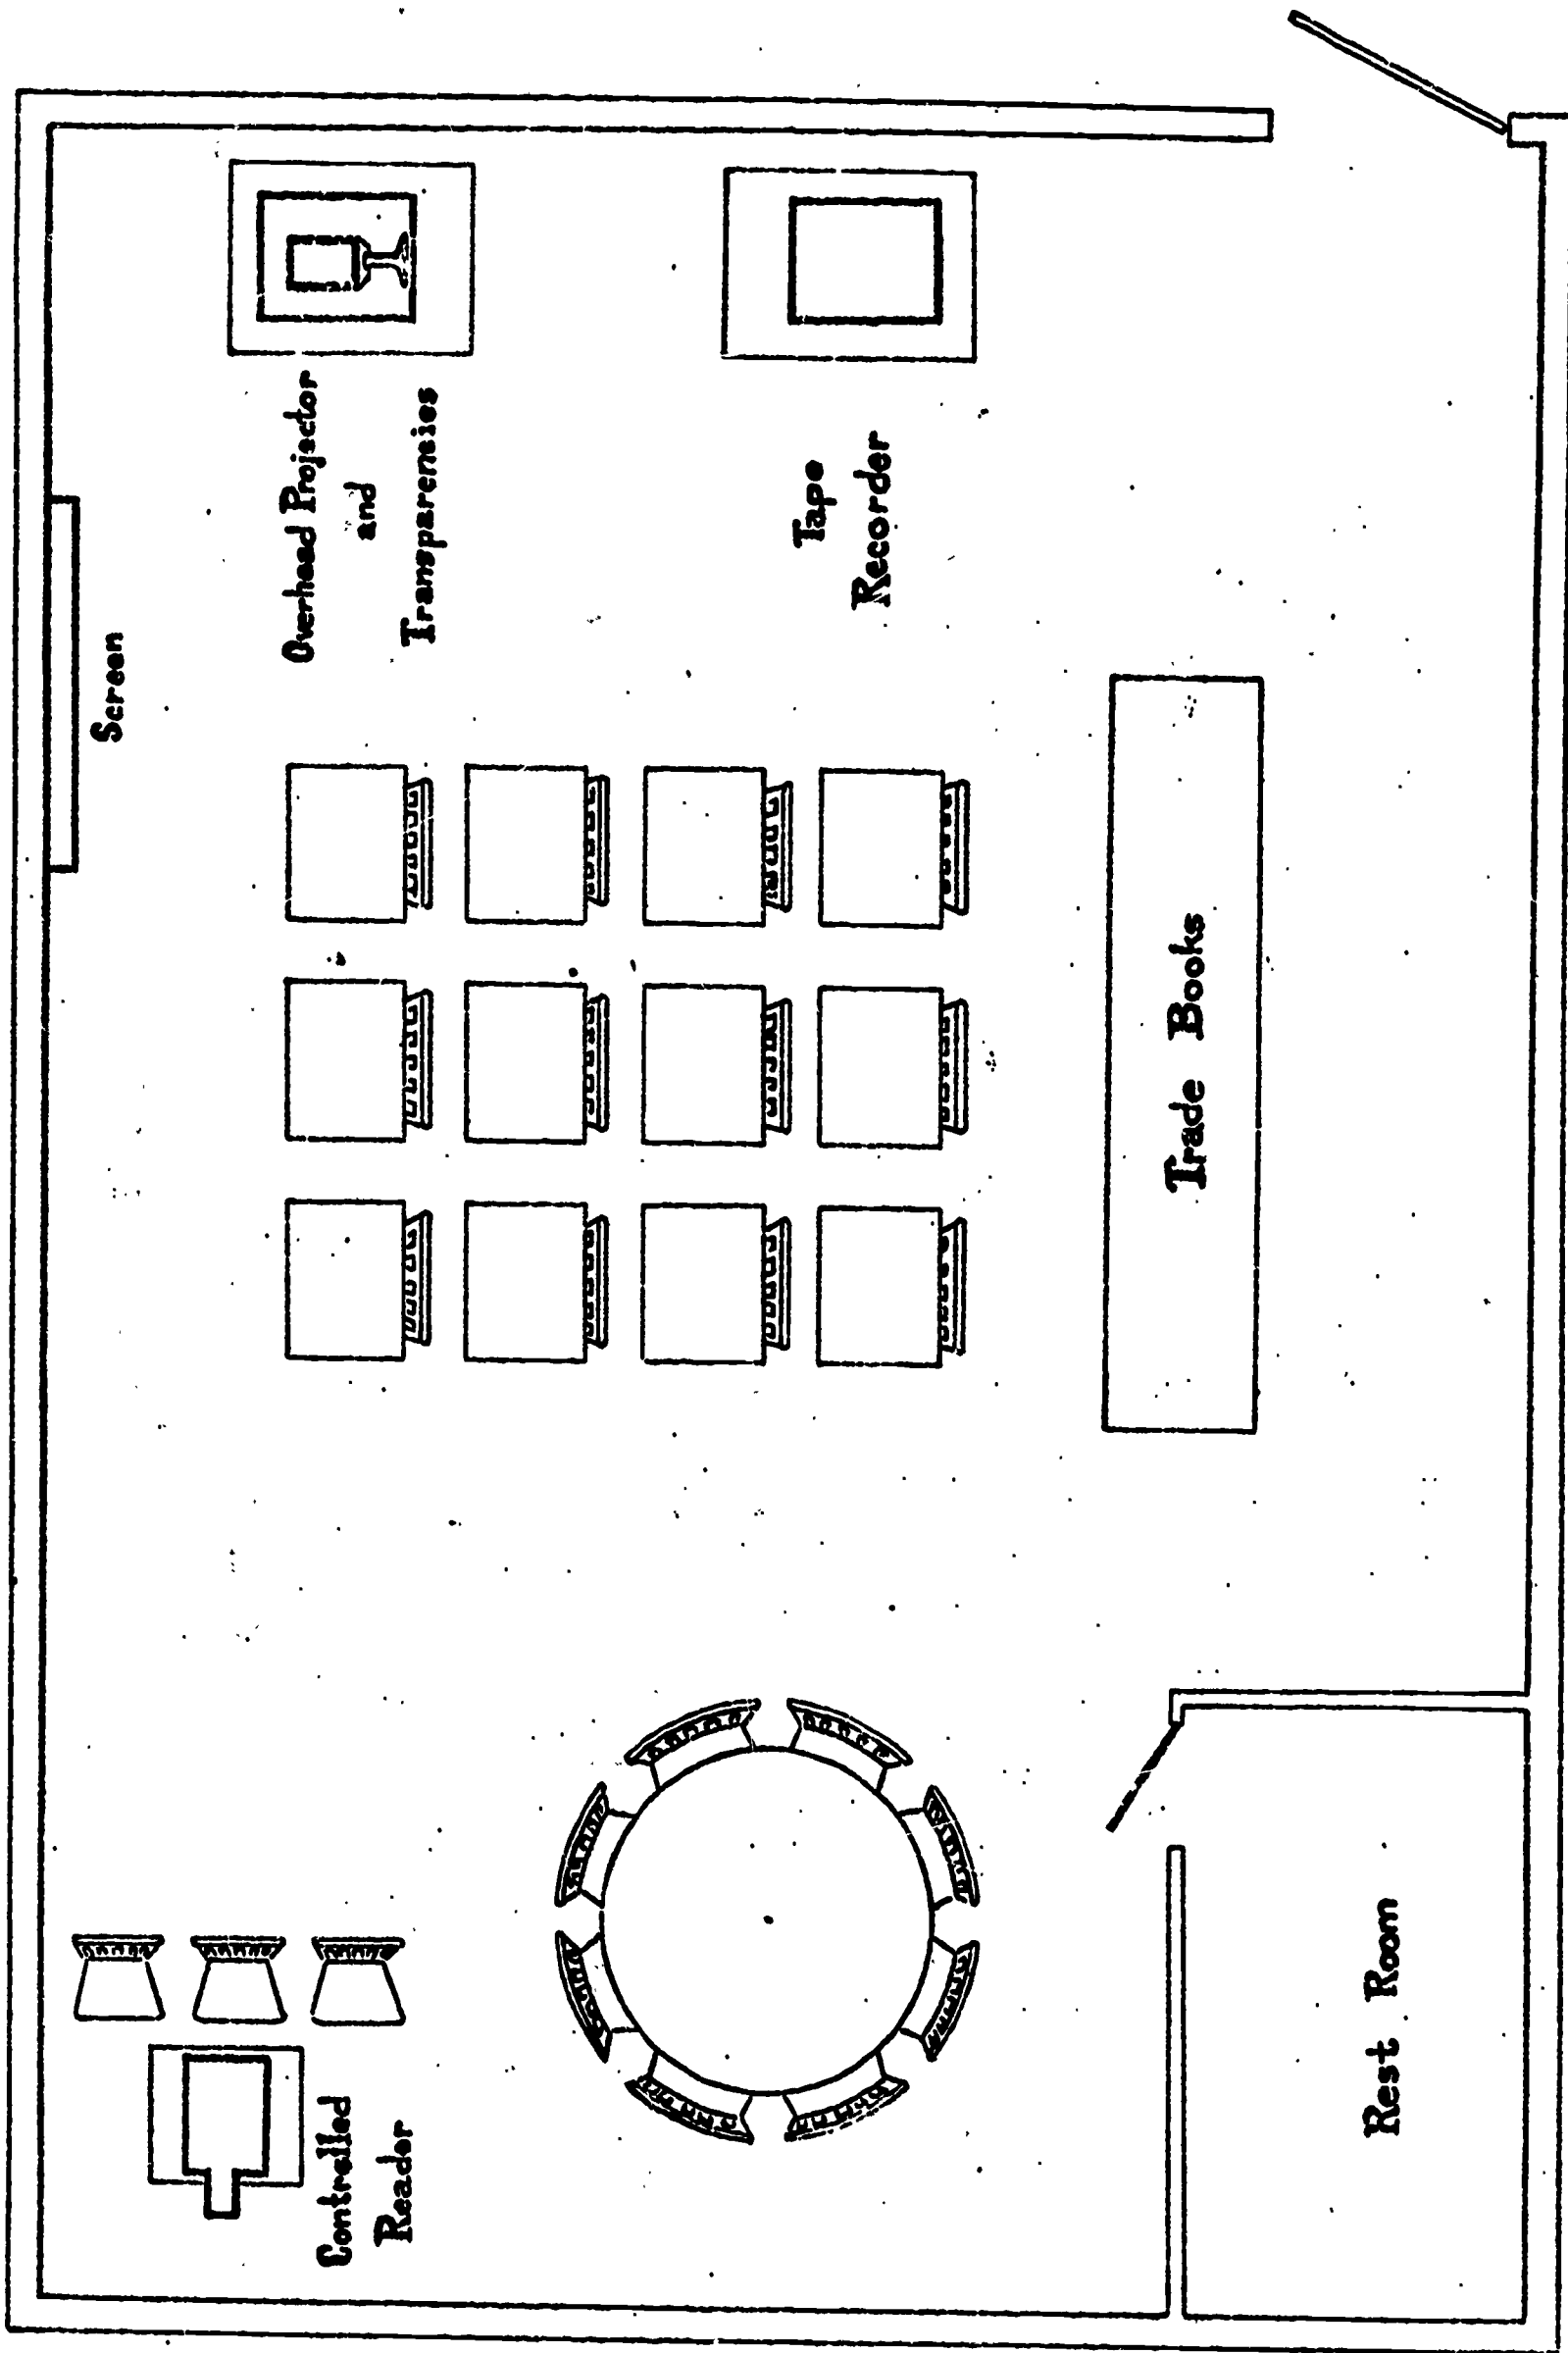 Screen
Controlled
Reader
Overhead Projector
and
Transparencies
Tape
Recorder
Trade Books
Rest Room